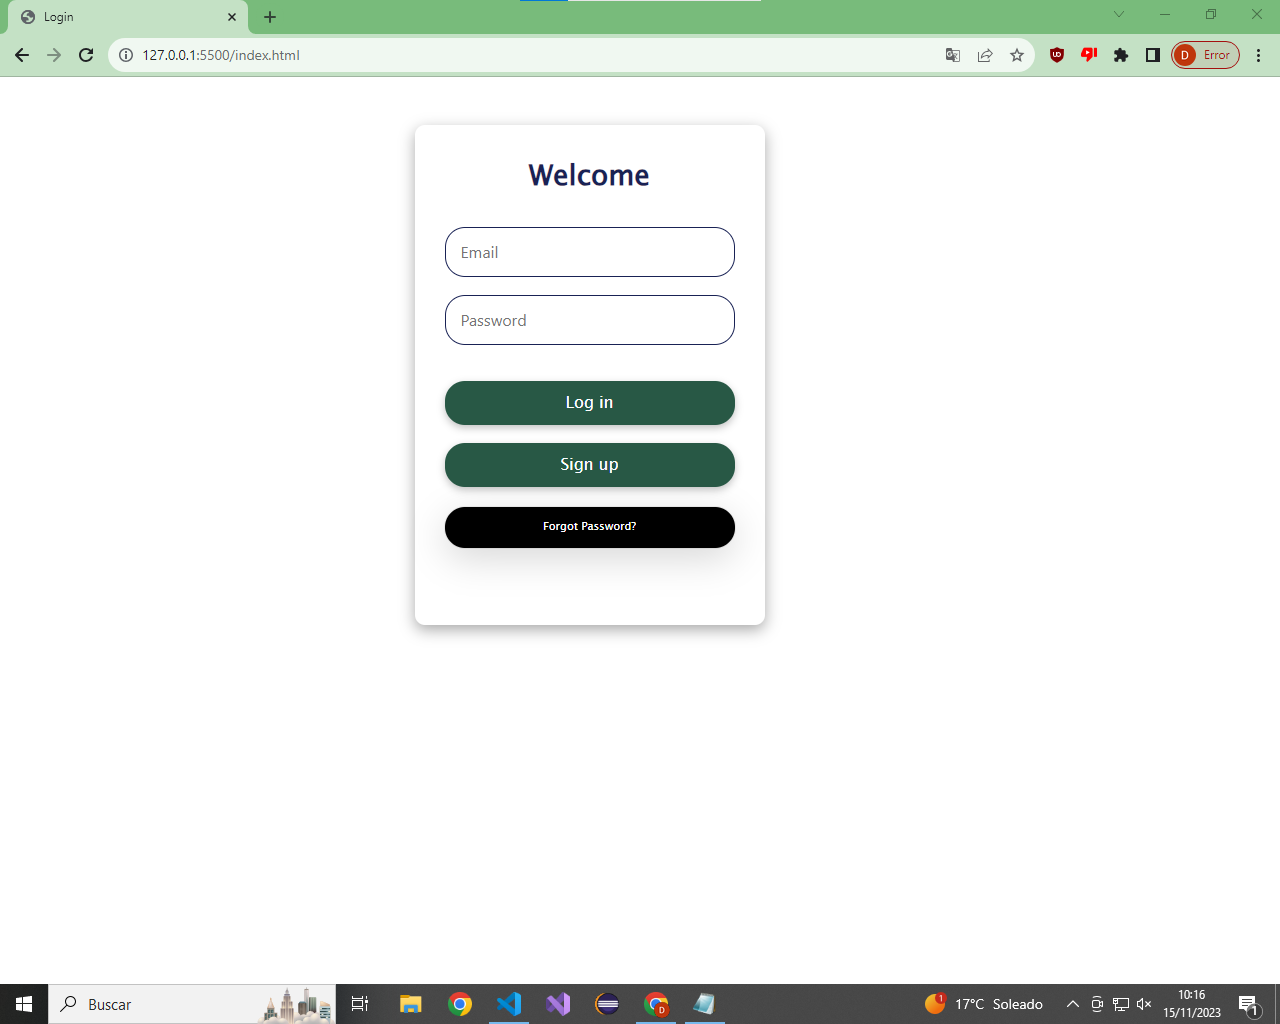 Login
127.0.0.1:5500/index.html
D Error
Welcome
Email
Password
Log in
Sign up
Forgot Password?
Buscar
1
17°C Soleado
10:16
15/11/2023
1